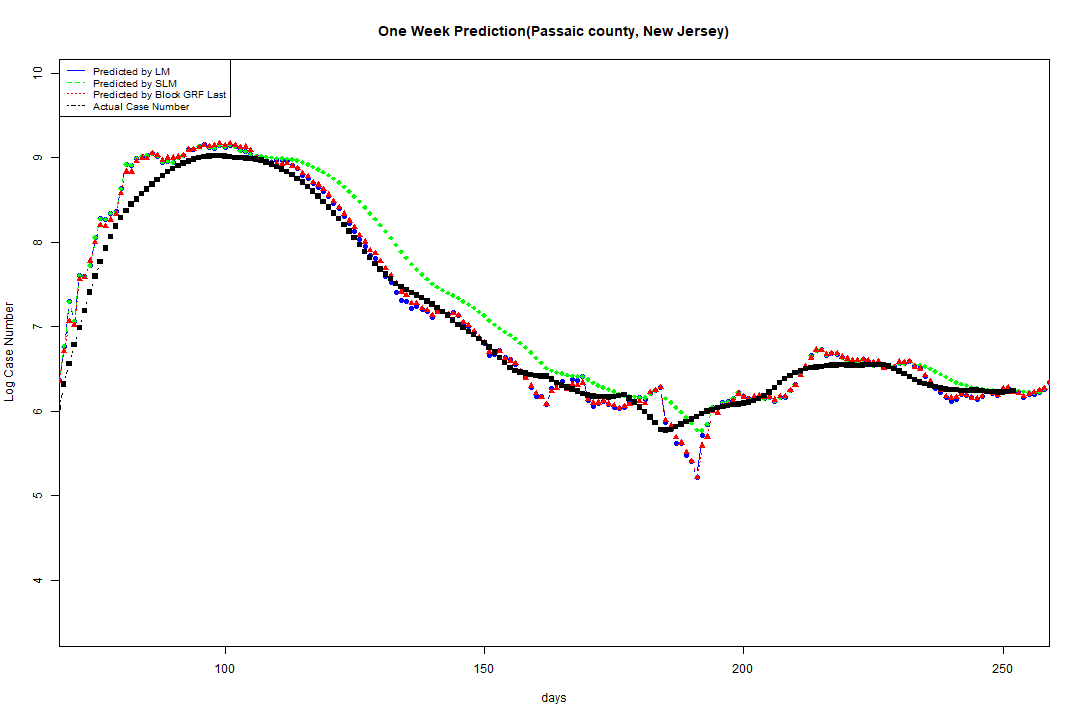 One Week Prediction(Passaic county, New Jersey)
Predicted by LM
Predicted by SLM
Predicted by Block GRF Last
Actual Case Number
10
9
8
7
6
5
4
Log Case Number
100 150 200 250
days